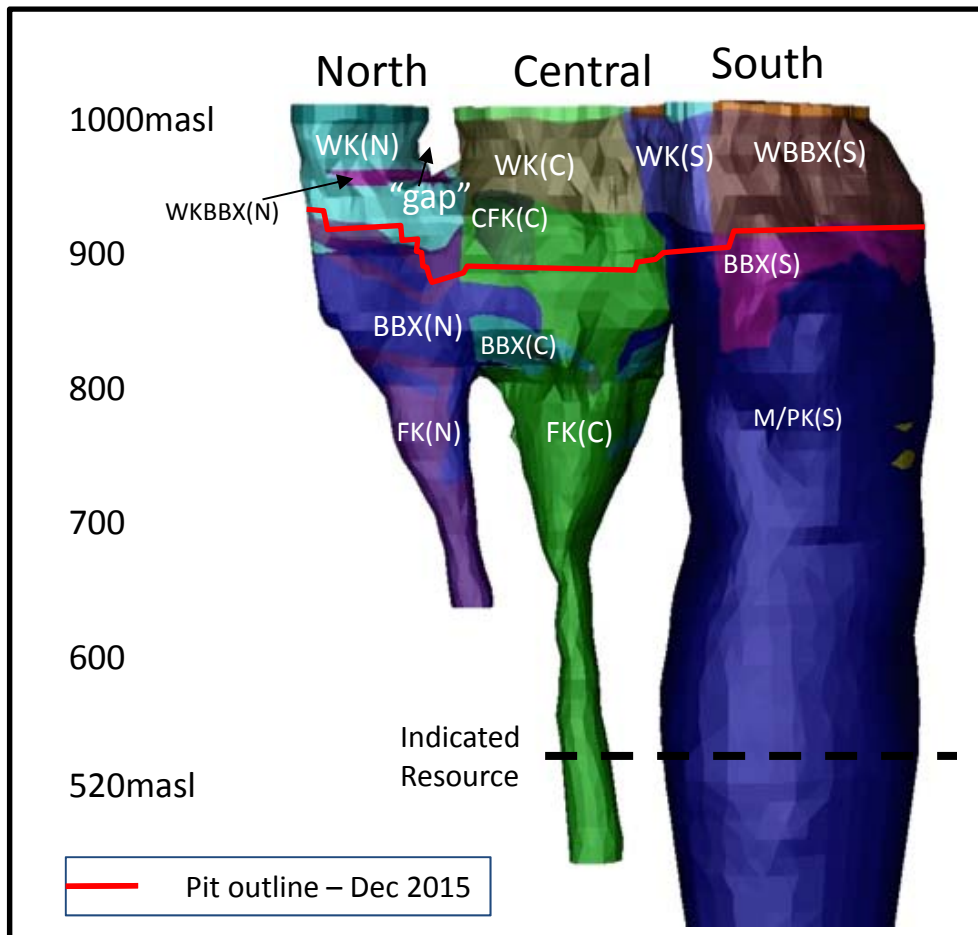 North
Central
South
1000masl
WK(N)
WK(C)
WK(S)
WBBX(S)
WKBBX(N)
“gap”
CFK(C)
900
BBX(S)
BBX(N)
BBX(C)
800
FK(N)
FK(C)
M/PK(S)
700
600
Indicated
Resource
520masl
Pit outline – Dec 2015